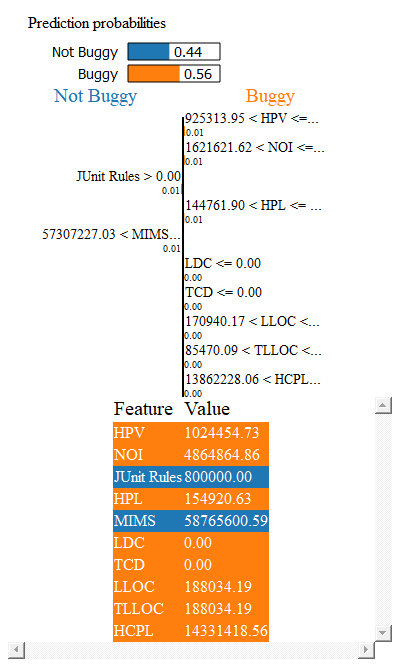 Prediction probabilities
Not Buggy 0.44
Buggy 0.56
Not Buggy Buggy
925313.95 < HPV <=...
0.01
1621621.62 < NOI <=...
0.01
JUnit Rules > 0.00
0.01
144761.90 < HPL <= ...
0.01
57307227.03 < MIMS...
0.01
LDC <= 0.00
0.00
TCD <= 0.00
0.00
170940.17 < LLOC <...
0.00
85470.09 < TLLOC <...
0.00
13862228.06 < HCPL...
0.00
Feature Value
HPV 1024454.73
NOI 4864864.86
JUnit Rules 800000.00
HPL 154920.63
MIMS 58765600.59
LDC 0.00
TCD 0.00
LLOC 188034.19
TLLOC 188034.19
HCPL 14331418.56